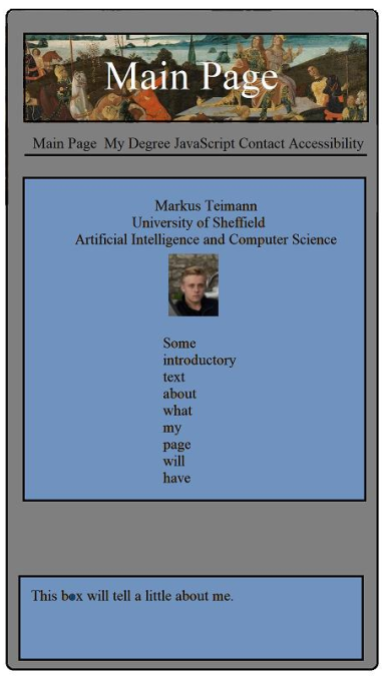 Main Page
Main Page My Degree JavaScript Contact Accessibility
Markus Teimann
University of Sheffield
Artificial Intelligence and Computer Science
Some
introductory
text
about
what
my
page
will
have
This box will tell a little about me.